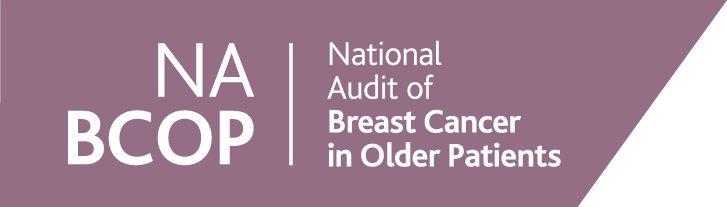 NA
BCOP
National
Audit of
Breast Cancer
in Older Patients